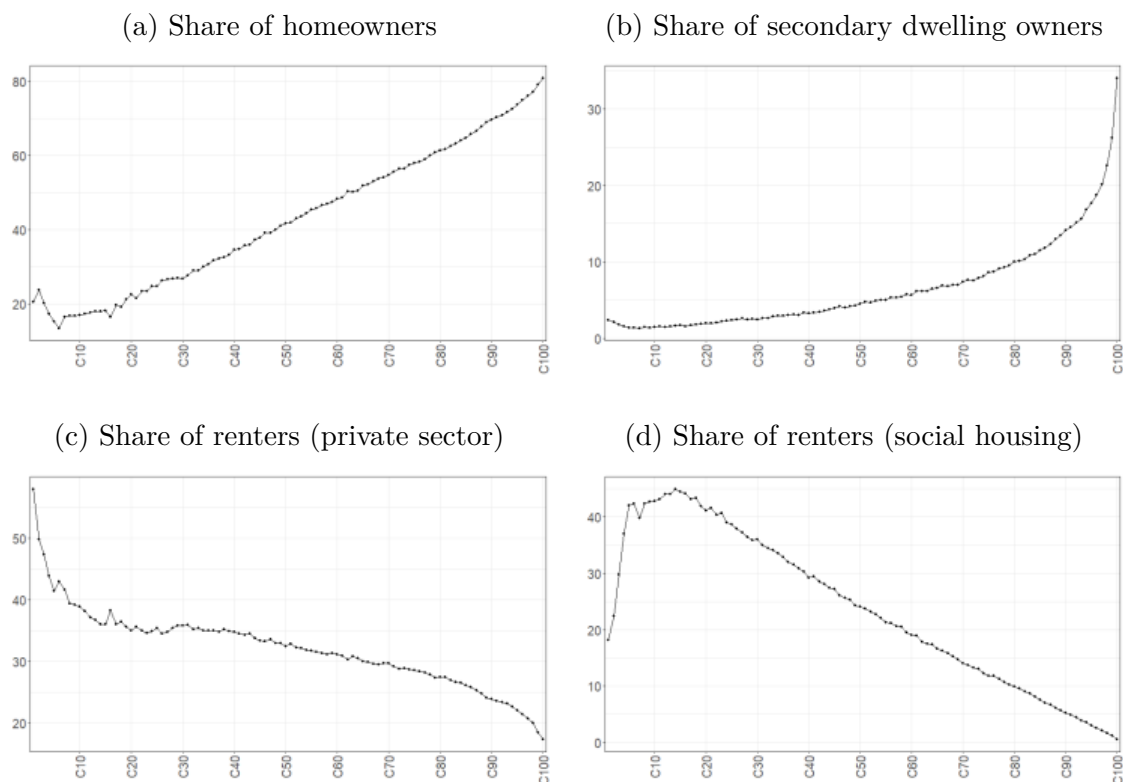 (a) Share of homeowners
(b) Share of secondary dwelling owners
80
60
40
20
C10 C20 C30 C40 C50 C60 C70 C80 C90 C100
30
20
10
0
C10 C20 C30 C40 C50 C60 C70 C80 C90 C100
(c) Share of renters (private sector)
(d) Share of renters (social housing)
50
40
30
20
C10 C20 C30 C40 C50 C60 C70 C80 C90 C100
40
30
20
10
0
C10 C20 C30 C40 C50 C60 C70 C80 C90 C100